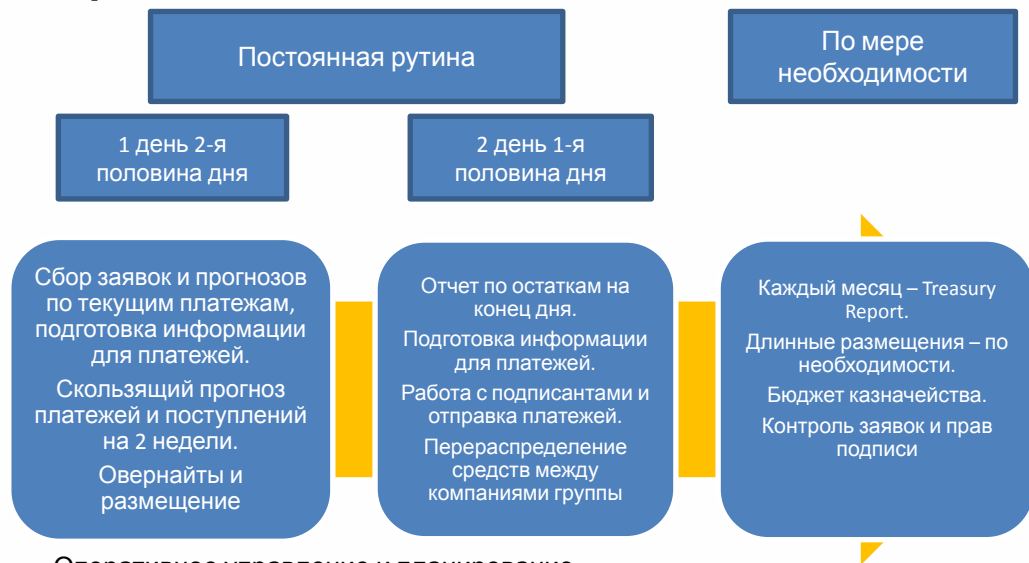 Постоянная рутина
По мере
необходимости
1 день 2-я
половина дня
2 день 1-я
половина дня
Сбор заявок и прогнозов
по текущим платежам,
подготовка информации
для платежей.
Скользящий прогноз
платежей и поступлений
на 2 недели.
Овернайты и
размещение
Отчет по остаткам на
конец дня.
Подготовка информации
для платежей.
Работа с подписантами и
отправка платежей.
Перераспределение
средств между
компаниями группы
Каждый месяц – Treasury
Report.
Длинные размещения – по
необходимости.
Бюджет казначейства.
Контроль заявок и прав
подписи
Оперативное управление и планирование